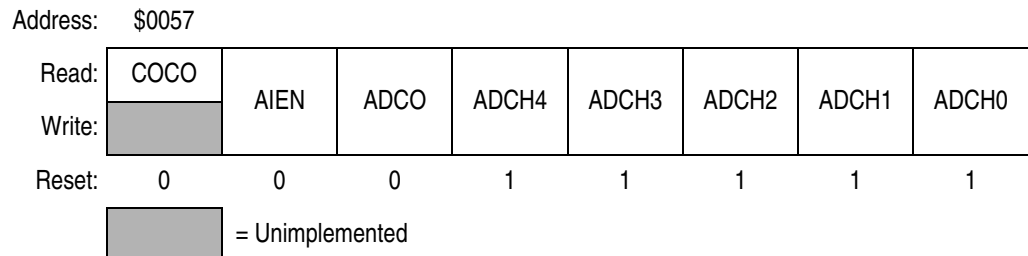 Address: $0057
Read: COCO AIEN ADCO ADCH4 ADCH3 ADCH2 ADCH1 ADCH0
Write:
Reset: 0 0 0 1 1 1 1 1
= Unimplemented